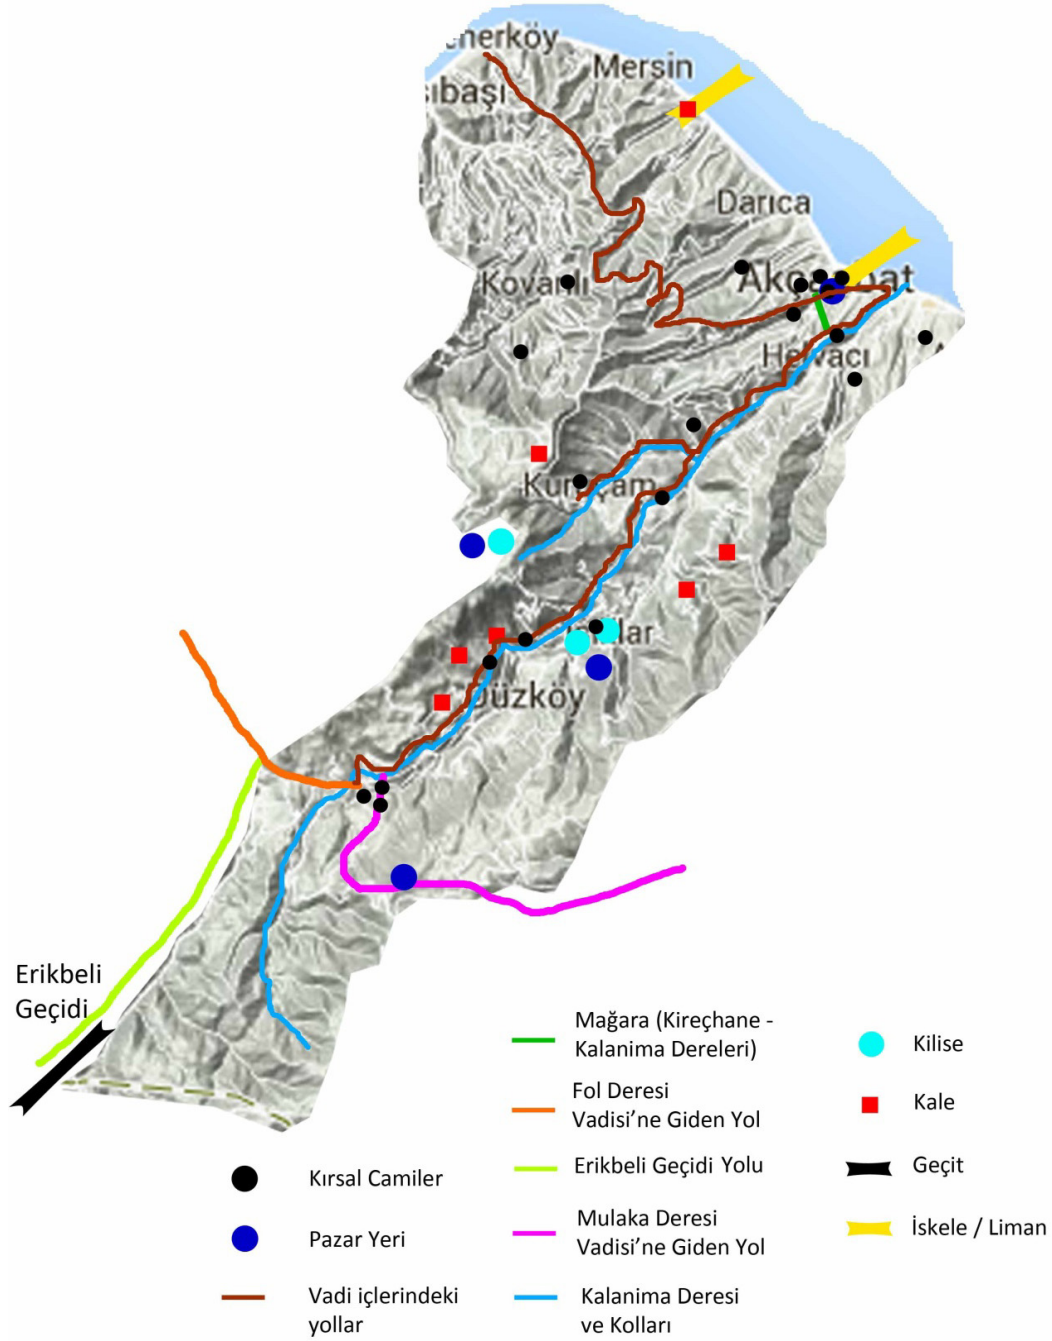 Mersin
Darıca
Düzköy
Erikbeli
Geçidi
Mağara (Kireçhane -
Kalanima Dereleri)
Fol Deresi
Vadisi’ne Giden Yol
Erikbeli Geçidi Yolu
Mulaka Deresi
Vadisi’ne Giden Yol
Kalanima Deresi
ve Kolları
Kırsal Camiler
Pazar Yeri
Vadi içlerindeki
yollar
Kilise
Kale
Geçit
İskele / Liman